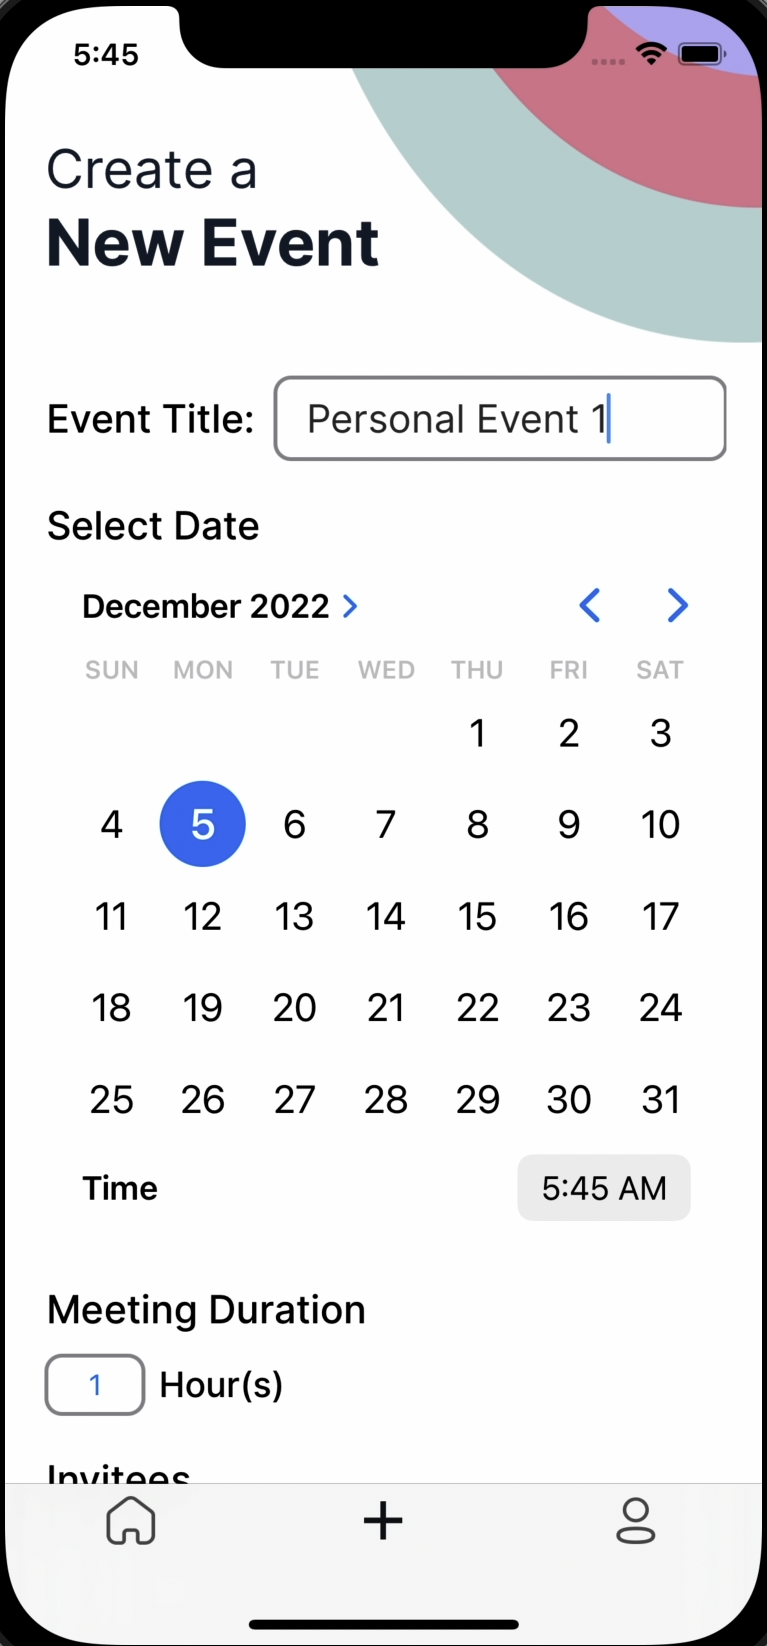 5:45
Create a
New Event
Event Title: Personal Event 1
Select Date
December 2022
SUN MON TUE WED THU FRI SAT
1 2 3
4 5 6 7 8 9 10
11 12 13 14 15 16 17
18 19 20 21 22 23 24
25 26 27 28 29 30 31
Time 5:45 AM
Meeting Duration
1 Hour(s)
Invitees